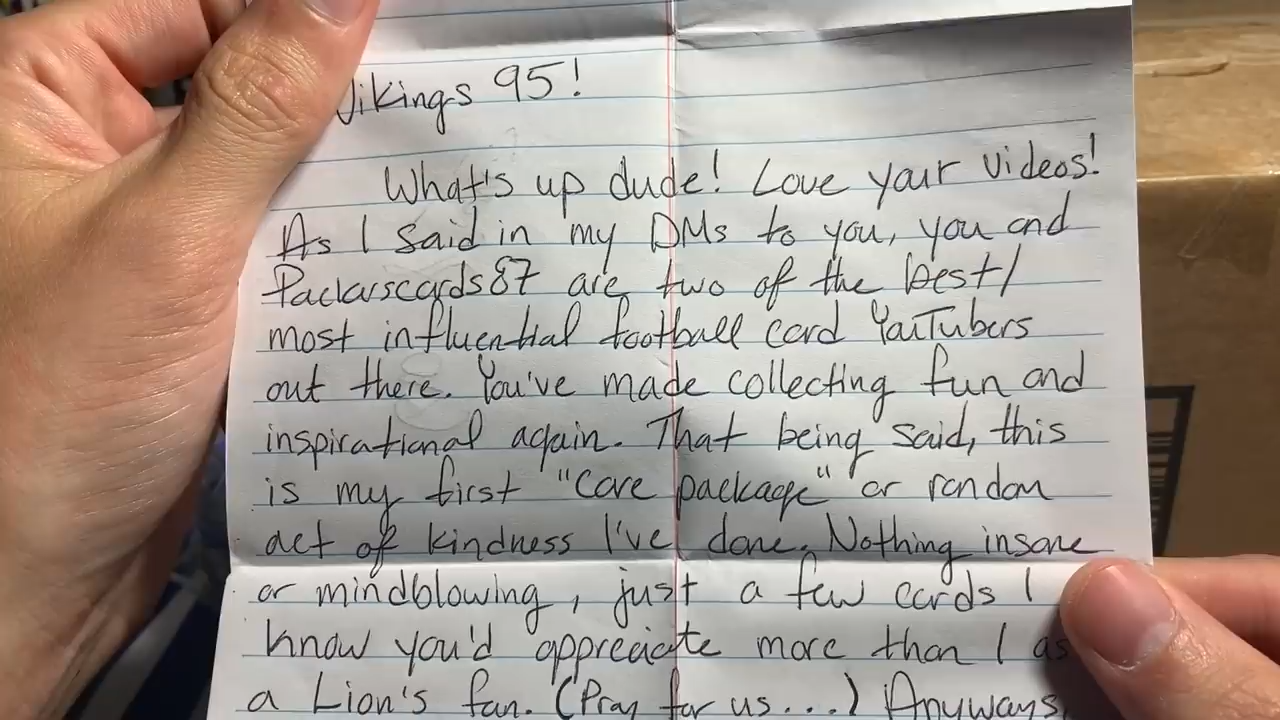 Vikings 95!
What's up dude! Love your videos!
As I said in my DMs to you, you and
Packarscards87 are two of the best/
most influential football card YouTubers
out there. You've made collecting fun and
inspirational again. That being said, this
is my first "Care package" or random
act of kindness I've done. Nothing insane
or mindblowing, just a few cards I
know you'd appreciate more than I as
a Lion's fan. (Pray for us...) Anyways,